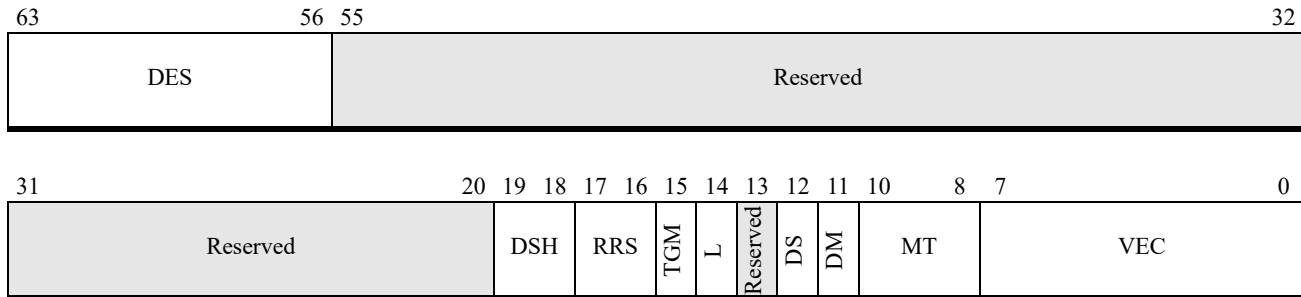 63 56 55 32
DES Reserved
31 20 19 18 17 16 15 14 13 12 11 10 8 7 0
Reserved DSH RRS TGM L Reserved DS DM MT VEC